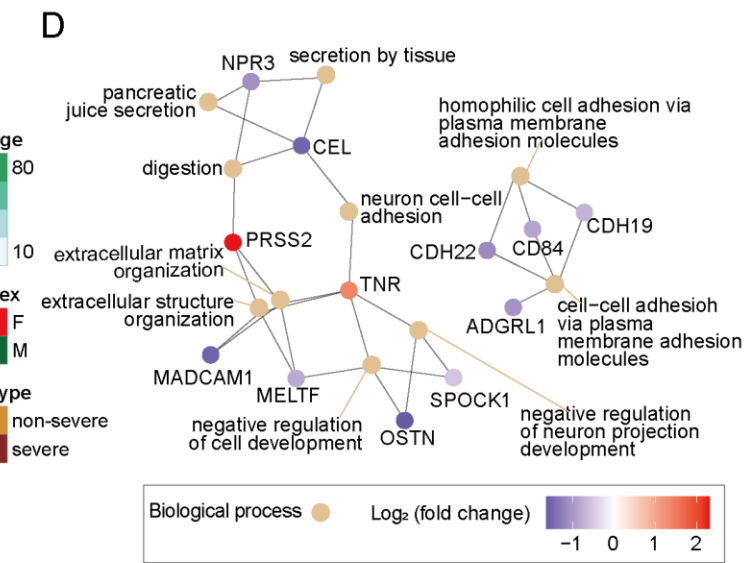 D
NPR3
secretion by tissue
pancreatic
juice secretion
homophilic cell adhesion via
plasma membrane
adhesion molecules
ge
80
10
CEL
digestion
neuron cell-cell
adhesion
CDH19
CD84
CDH22
PRSS2
extracellular matrix
organization
TNR
extracellular structure
organization
ex
F
M
ADGRL1
cell-cell adhesioh
via plasma
membrane adhesion
molecules
MADCAM1
MELTF
SPOCK1
ype
non-severe
severe
negative regulation
of cell development
OSTN
negative regulation
of neuron projection
development
Biological process
Log₂ (fold change)
−1 0 1 2